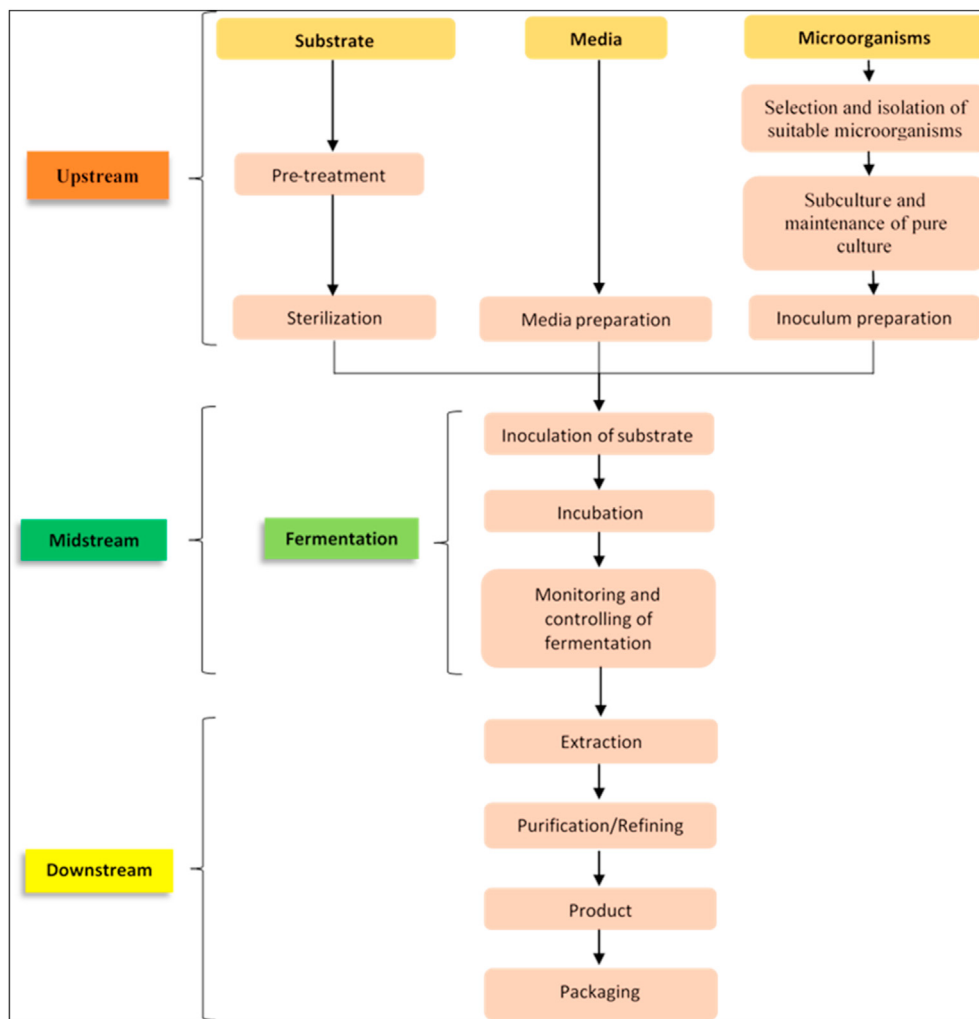 Substrate
Media
Microorganisms
Selection and isolation of
suitable microorganisms
Upstream
Pre-treatment
Subculture and
maintenance of pure
culture
Sterilization
Media preparation
Inoculum preparation
Inoculation of substrate
Midstream
Fermentation
Incubation
Monitoring and
controlling of
fermentation
Extraction
Purification/Refining
Downstream
Product
Packaging